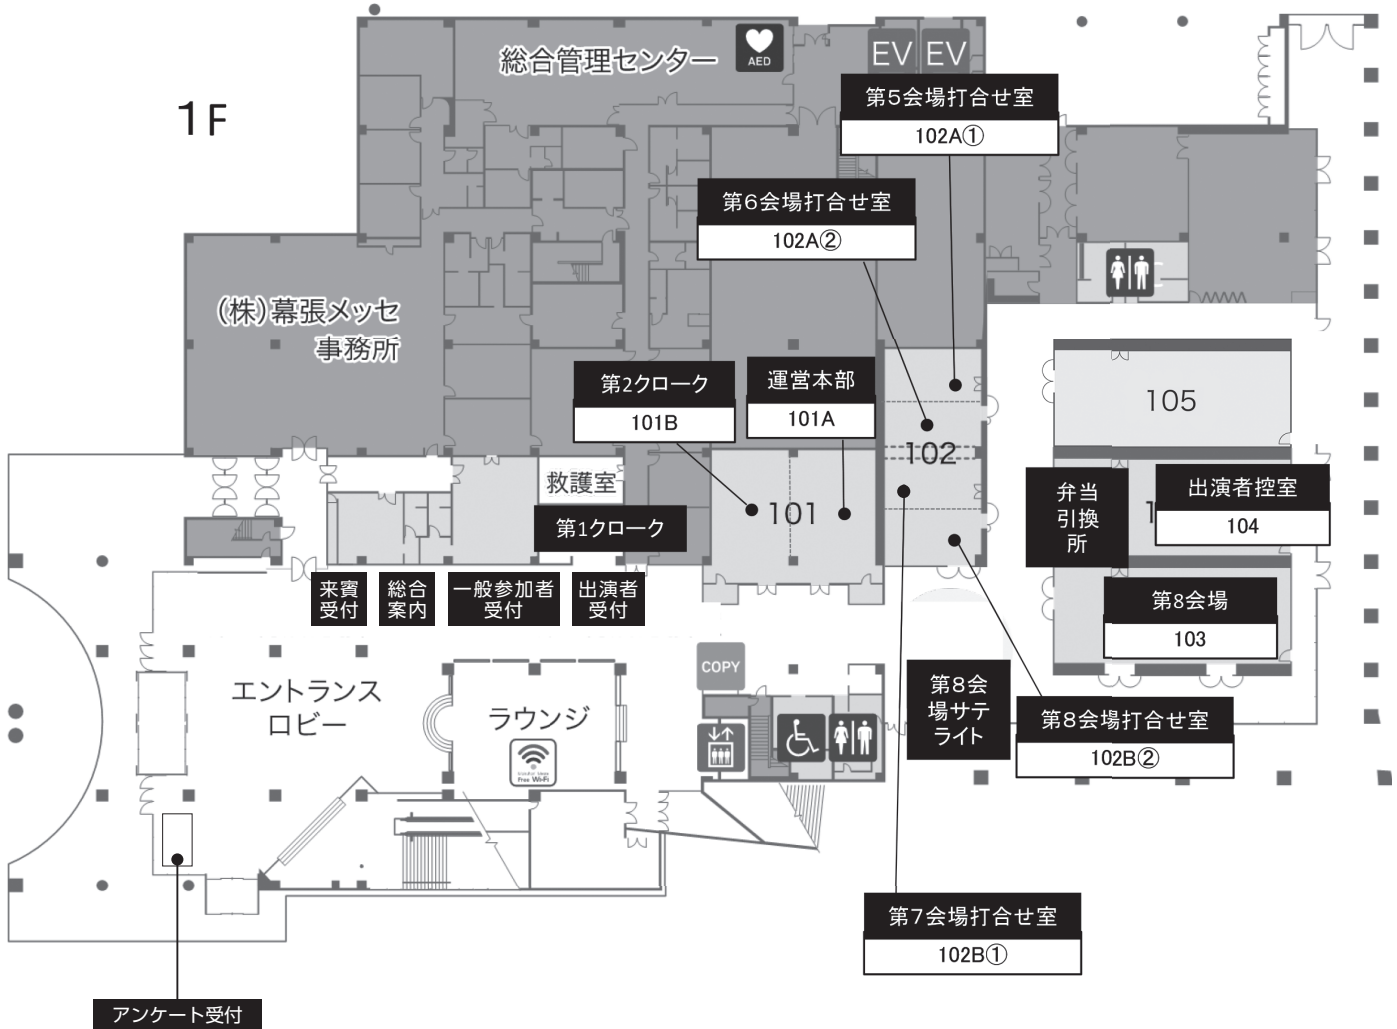 1F
総合管理センター
AED
EV
EV
第5会場打合せ室
102A①
第6会場打合せ室
102A②
(株)幕張メッセ
事務所
第2クローク
101B
運営本部
101A
105
102
救護室
第1クローク
101
弁当
引換
所
1
出演者控室
104
来賓
受付
総合
案内
一般参加者
受付
出演者
受付
第8会場
103
COPY
エントランス
ロビー
ラウンジ
Free Wi-Fi
第8会
場サテ
ライト
第8会場打合せ室
102B②
第7会場打合せ室
102B①
アンケート受付